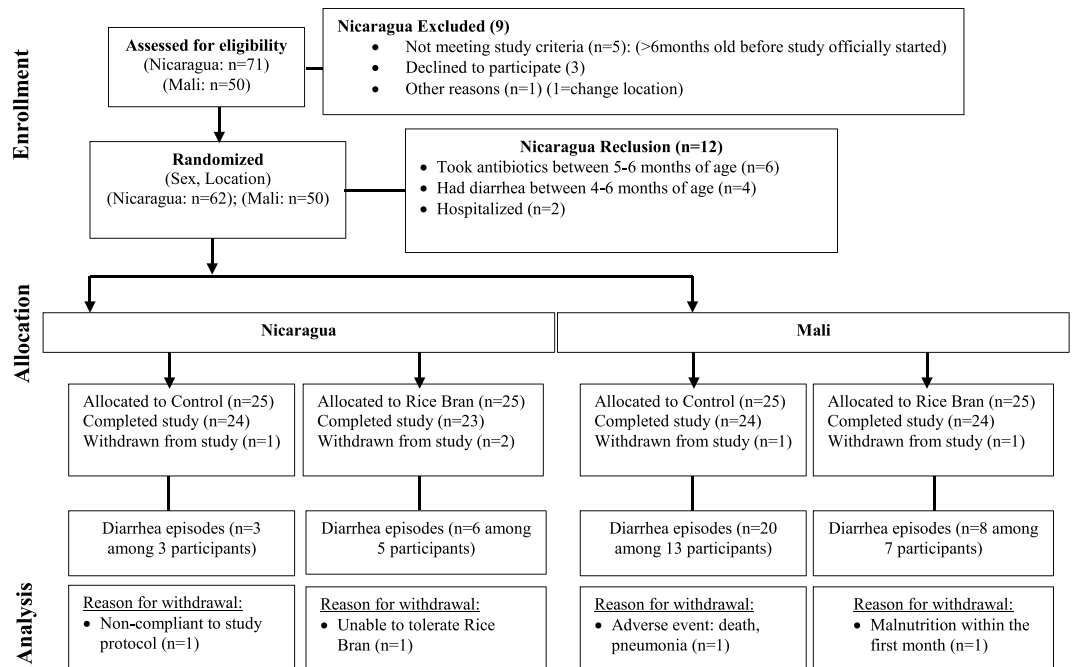 Enrollment
Assessed for eligibility
(Nicaragua: n=71)
(Mali: n=50)
Nicaragua Excluded (9)
• Not meeting study criteria (n=5): (>6months old before study officially started)
• Declined to participate (3)
• Other reasons (n=1) (1=change location)
Randomized
(Sex, Location)
(Nicaragua: n=62); (Mali: n=50)
Nicaragua Reclusion (n=12)
• Took antibiotics between 5-6 months of age (n=6)
• Had diarrhea between 4-6 months of age (n=4)
• Hospitalized (n=2)
Allocation
Nicaragua
Mali
Allocated to Control (n=25)
Completed study (n=24)
Withdrawn from study (n=1)
Allocated to Rice Bran (n=25)
Completed study (n=23)
Withdrawn from study (n=2)
Allocated to Control (n=25)
Completed study (n=24)
Withdrawn from study (n=1)
Allocated to Rice Bran (n=25)
Completed study (n=24)
Withdrawn from study (n=1)
Analysis
Diarrhea episodes (n=3
among 3 participants)
Diarrhea episodes (n=6 among
5 participants)
Diarrhea episodes (n=20
among 13 participants)
Diarrhea episodes (n=8 among
7 participants)
Reason for withdrawal:
• Non-compliant to study
protocol (n=1)
Reason for withdrawal:
• Unable to tolerate Rice
Bran (n=1)
Reason for withdrawal:
• Adverse event: death,
pneumonia (n=1)
Reason for withdrawal:
• Malnutrition within the
first month (n=1)